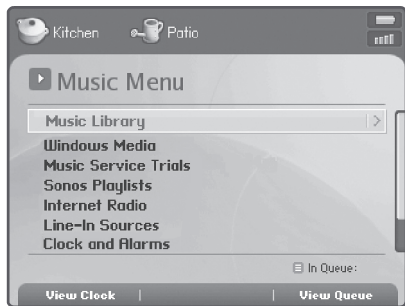 Kitchen Patio
Music Menu
Music Library
Windows Media
Music Service Trials
Sonos Playlists
Internet Radio
Line-In Sources
Clock and Alarms
In Queue:
View Clock View Queue